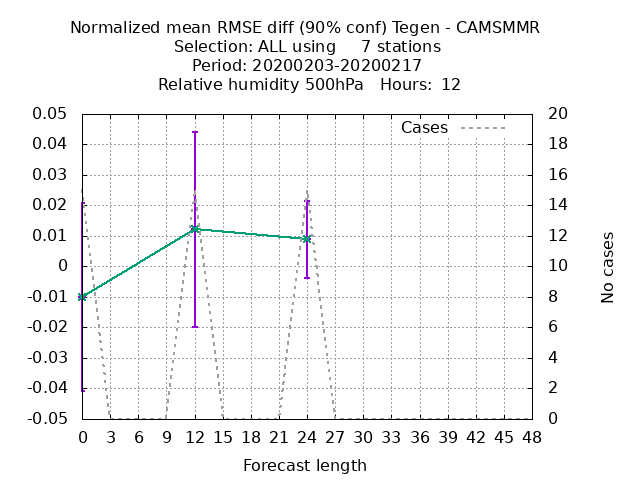 Normalized mean RMSE diff (90% conf) Tegen - CAMSMMR
Selection: ALL using     7 stations
Period: 20200203-20200217
Relative humidity 500hPa   Hours:  12
Cases
0.05
0.04
0.03
0.02
0.01
0
-0.01
-0.02
-0.03
-0.04
-0.05
20
18
16
14
12
10
8
6
4
2
0
No cases
0 3 6 9 12 15 18 21 24 27 30 33 36 39 42 45 48
Forecast length